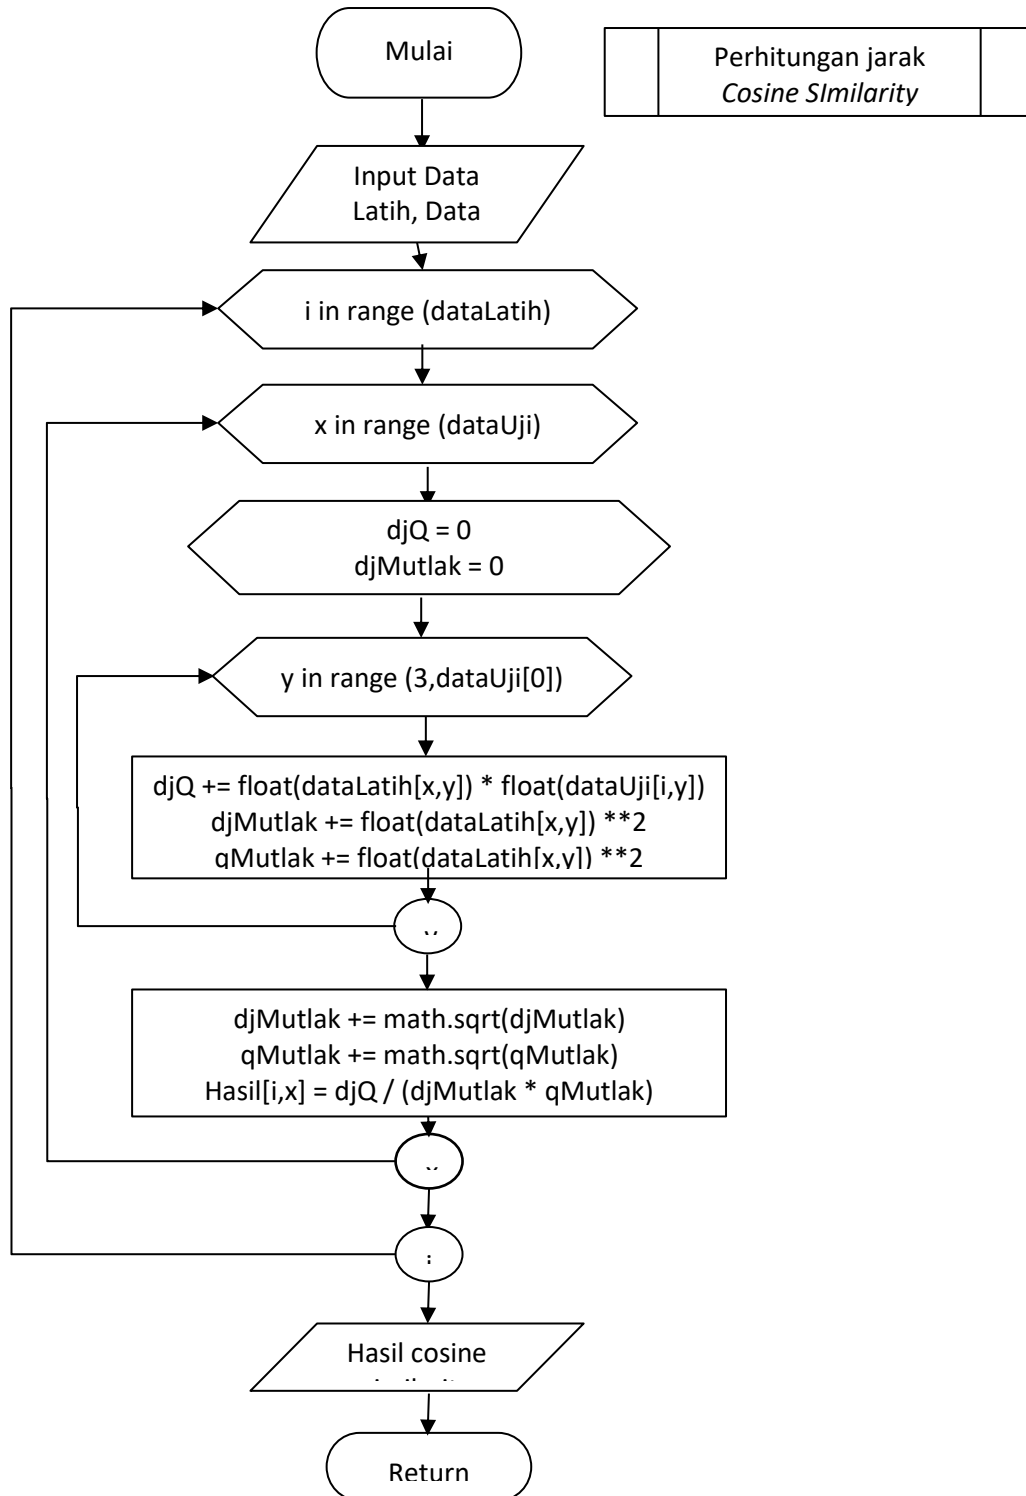 Mulai
Perhitungan jarak
Cosine SImilarity
Input Data
Latih, Data
i in range (dataLatih)
x in range (dataUji)
djQ = 0
djMutlak = 0
y in range (3,dataUji[0])
djQ += float(dataLatih[x,y]) * float(dataUji[i,y])
djMutlak += float(dataLatih[x,y]) **2
qMutlak += float(dataLatih[x,y]) **2
djMutlak += math.sqrt(djMutlak)
qMutlak += math.sqrt(qMutlak)
Hasil[i,x] = djQ / (djMutlak * qMutlak)
Hasil cosine
Return